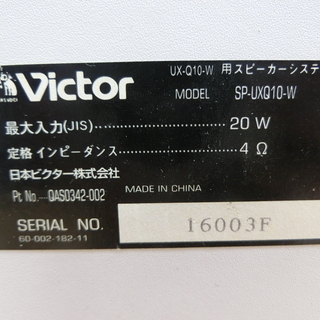 Victor
UX-Q10-W 用スピーカーシステ
MODEL SP-UXQ10-W
最大入力(JIS) 20 W
定格 インピーダンス 4 Ω
日本ビクター株式会社
Pt No.-QAS0342-002
MADE IN CHINA
SERIAL NO. 16003F
60-002-182-11